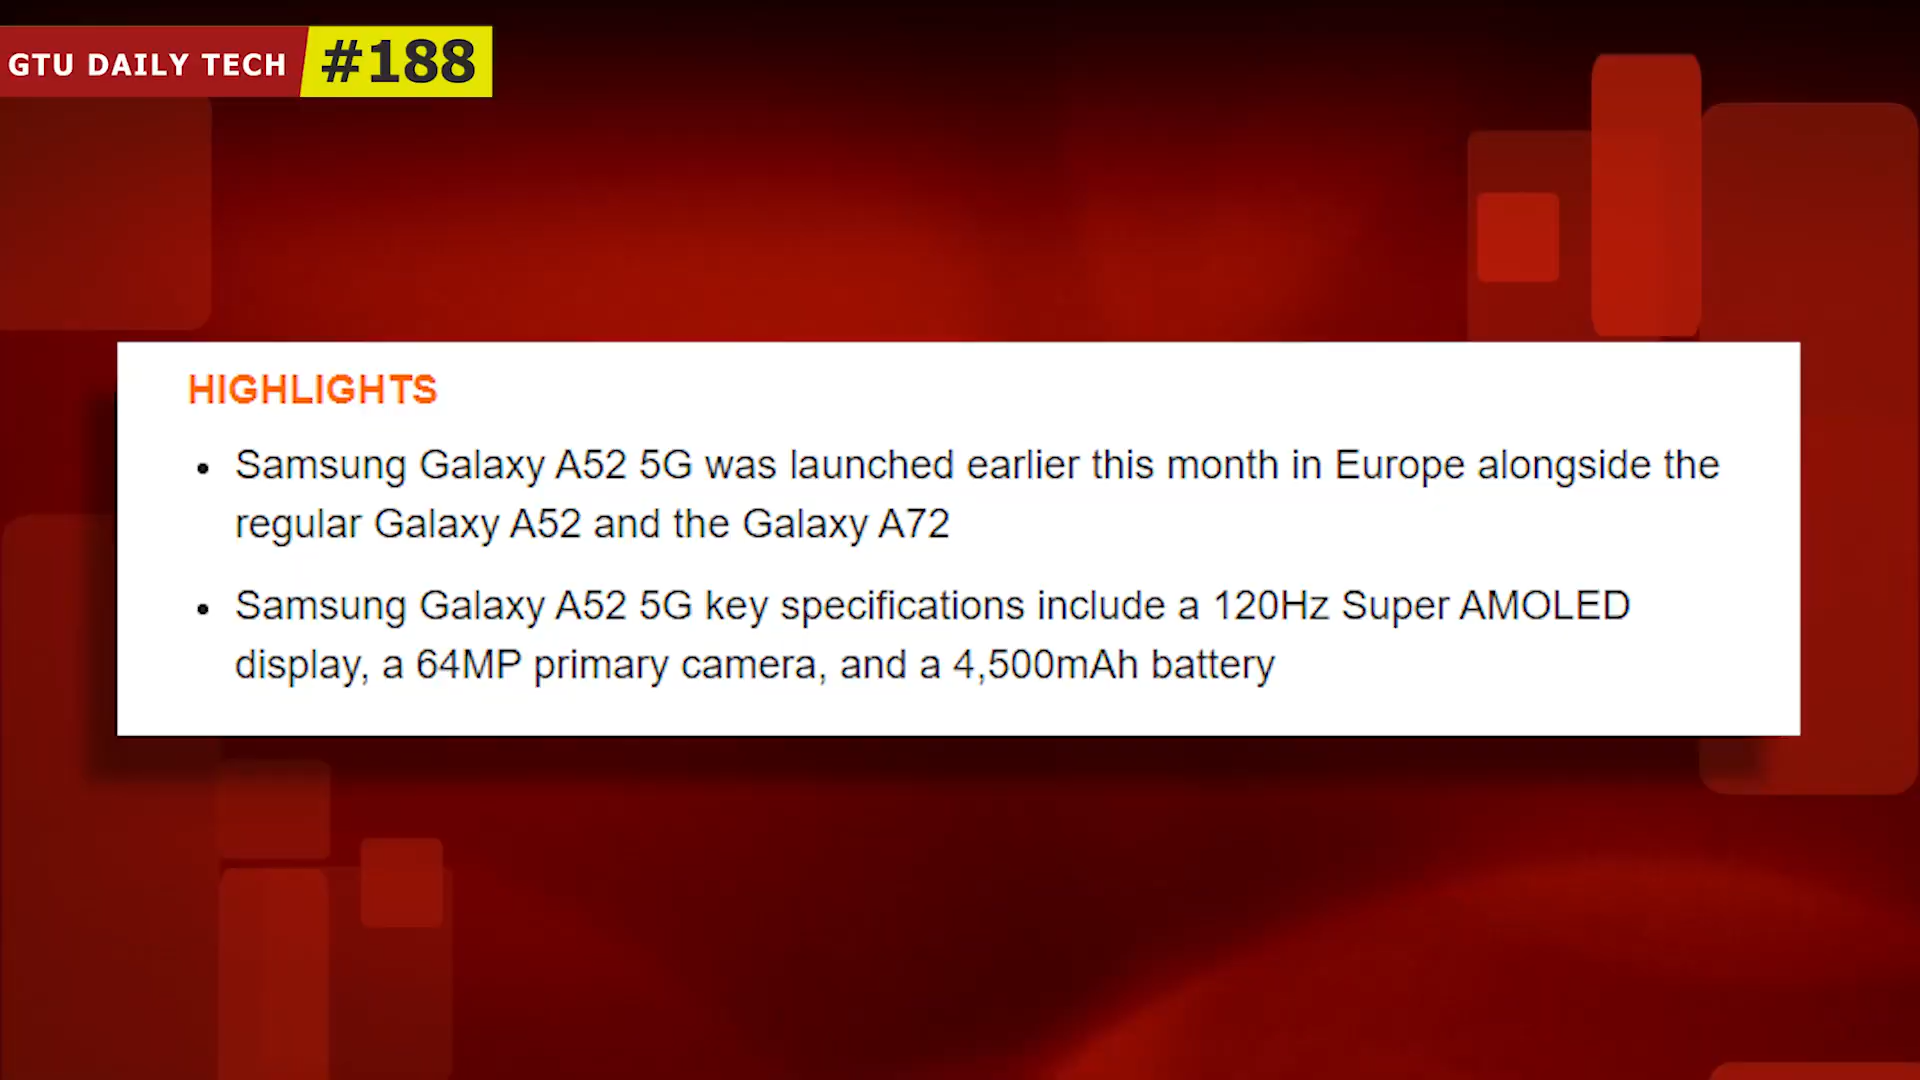 GTU DAILY TECH #188
HIGHLIGHTS
• Samsung Galaxy A52 5G was launched earlier this month in Europe alongside the
regular Galaxy A52 and the Galaxy A72
• Samsung Galaxy A52 5G key specifications include a 120Hz Super AMOLED
display, a 64MP primary camera, and a 4,500mAh battery